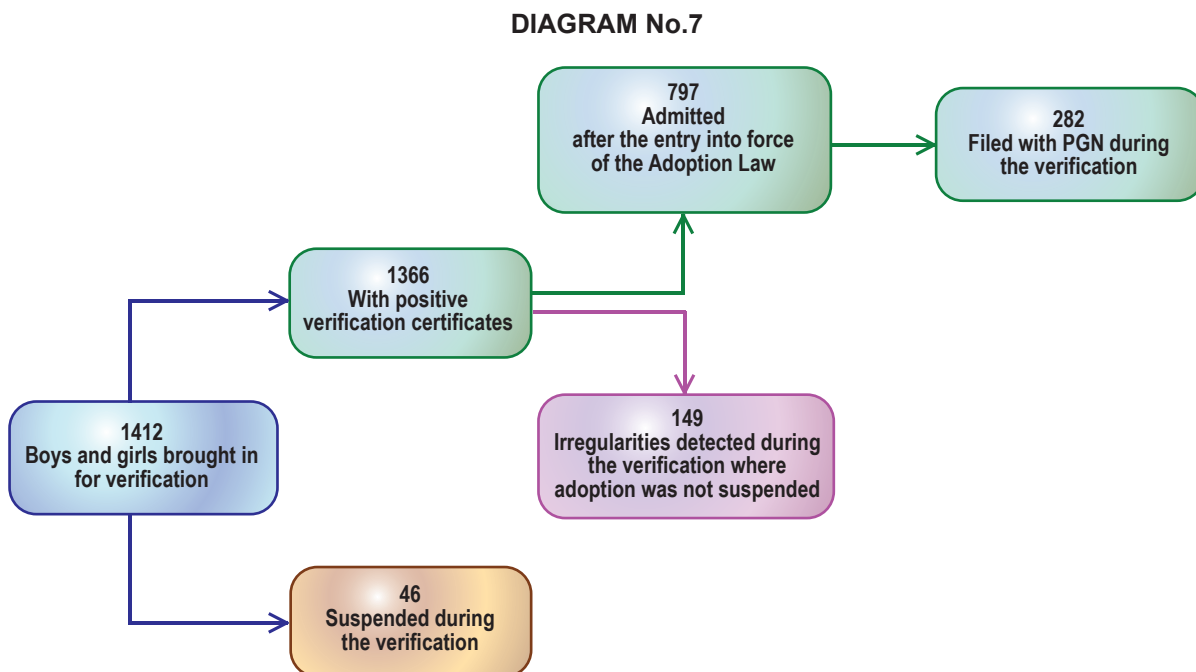 DIAGRAM No.7
797
Admitted
after the entry into force
of the Adoption Law
282
Filed with PGN during
the verification
1366
With positive
verification certificates
1412
Boys and girls brought in
for verification
149
Irregularities detected during
the verification where
adoption was not suspended
46
Suspended during
the verification